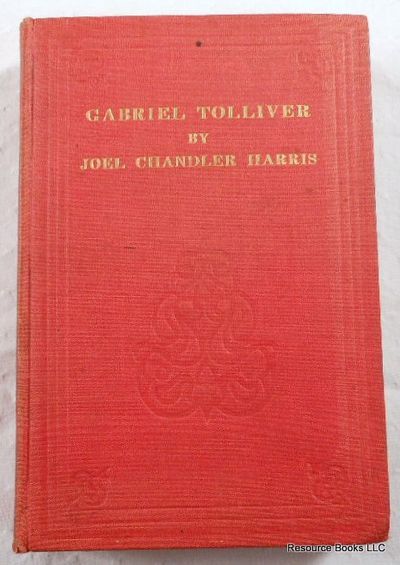 GABRIEL TOLLIVER
BY
JOEL CHANDLER HARRIS
Resource Books LLC